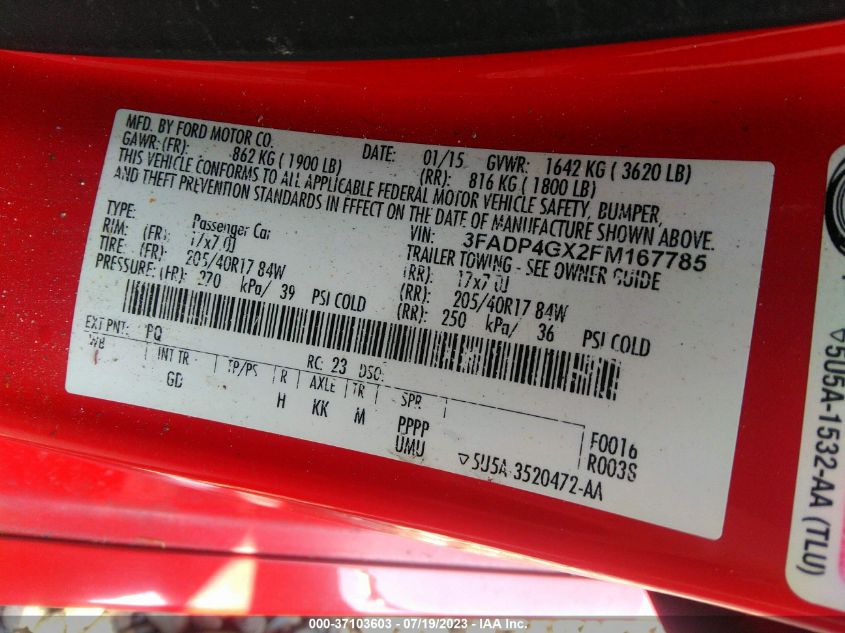 MFD. BY FORD MOTOR CO.
DATE: 01/15 GVWR: 1642 KG ( 3620 LB)
GAWR: (FR): 862 KG ( 1900 LB) (RR): 816 KG ( 1800 LB)
THIS VEHICLE CONFORMS TO ALL APPLICABLE FEDERAL MOTOR VEHICLE SAFETY, BUMPER,
AND THEFT PREVENTION STANDARDS IN EFFECT ON THE DATE OF MANUFACTURE SHOWN ABOVE.
VIN: 3FADP4GX2FM167785
TYPE: Passenger Car TRAILER TOWING - SEE OWNER GUIDE
RIM: (FR) 17x7.0J (RR): 17x7.0J
TIRE: (FR) 205/40R17 84W (RR): 205/40R17 84W
PRESSURE: (FR) 270 kPa/ 39 PSI COLD (RR): 250 kPa/ 36 PSI COLD
EXT PNT: PQ RC: 23 DSO:
WB INT TR TP/PS R AXLE TR SPR
GD H KK M PPPP F0016
UMU R003S
5U5A-3520472-AA
5U5A-1532-AA (TLU)
000-37103603 / 07/19/2023 - IAA Inc.